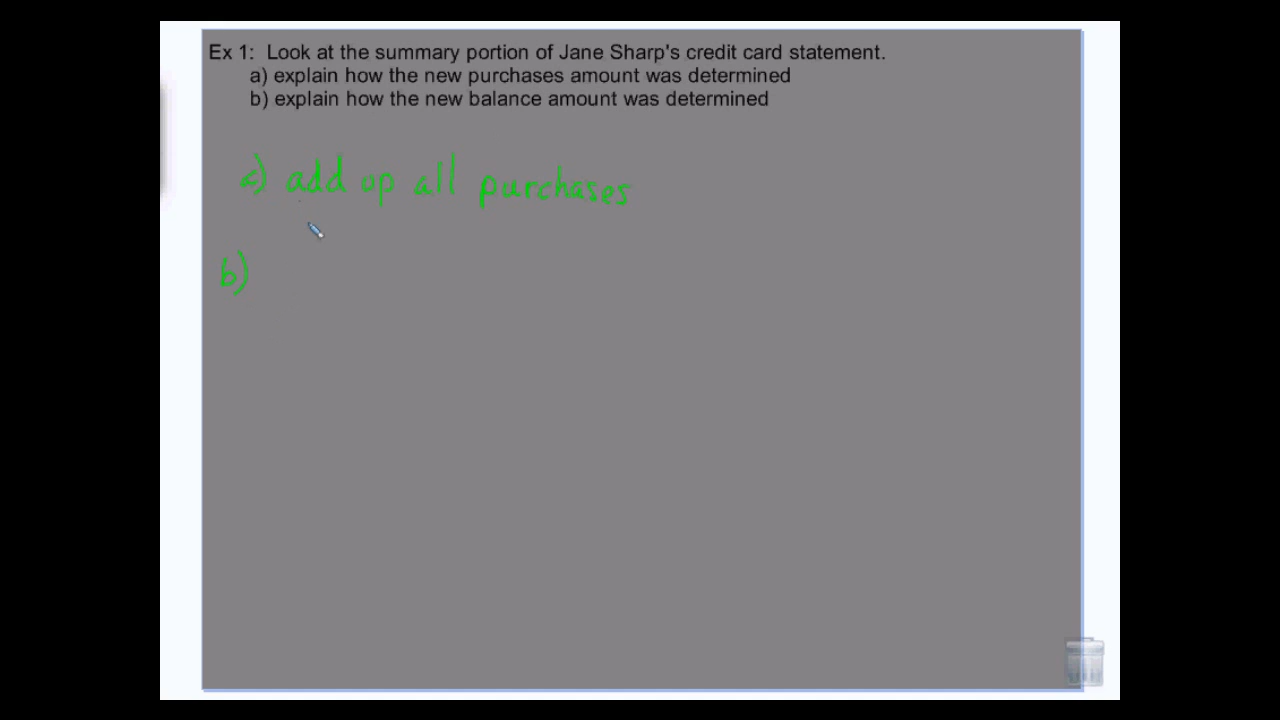 Ex 1: Look at the summary portion of Jane Sharp's credit card statement.
a) explain how the new purchases amount was determined
b) explain how the new balance amount was determined
a) add up all purchases
b)